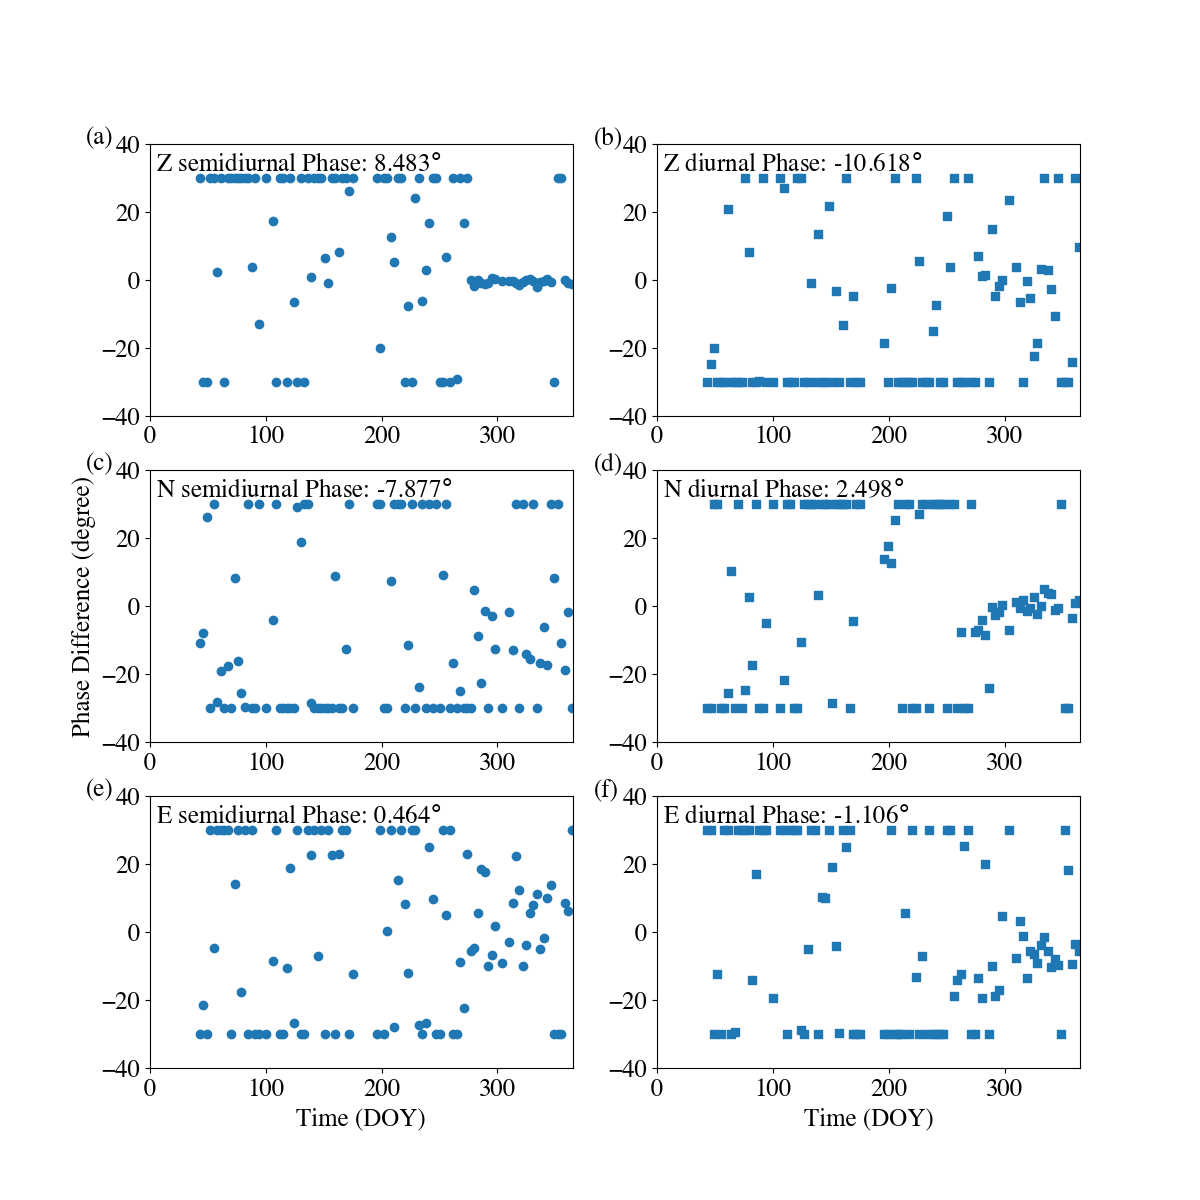 (a)
40
Z semidiurnal Phase: 8.483°
20
0
−20
−40
0 100 200 300
(b)
40
Z diurnal Phase: -10.618°
20
0
−20
−40
0 100 200 300
(c)
40
N semidiurnal Phase: -7.877°
20
0
−20
−40
0 100 200 300
(d)
40
N diurnal Phase: 2.498°
20
0
−20
−40
0 100 200 300
Phase Difference (degree)
(e)
40
E semidiurnal Phase: 0.464°
20
0
−20
−40
0 100 200 300
Time (DOY)
(f)
40
E diurnal Phase: -1.106°
20
0
−20
−40
0 100 200 300
Time (DOY)